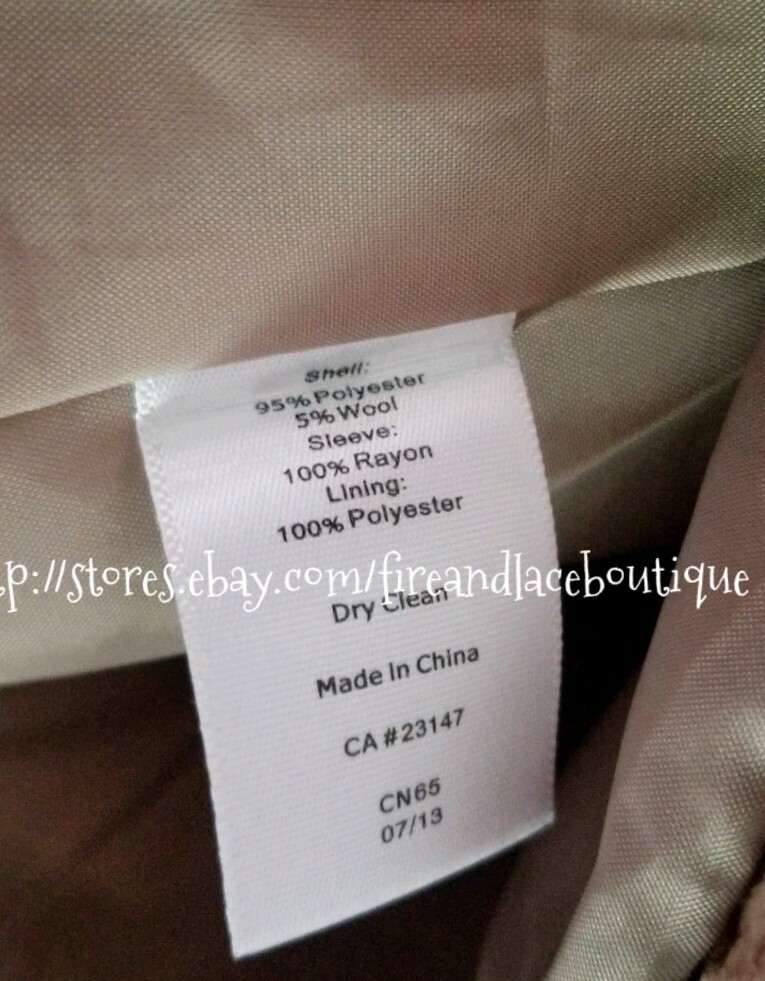 Shell:
95% Polyester
5% Wool
Sleeve:
100% Rayon
Lining:
100% Polyester
p://stores.ebay.com/fireandlaceboutique
Dry Clean
Made In China
CA #23147
CN65
07/13